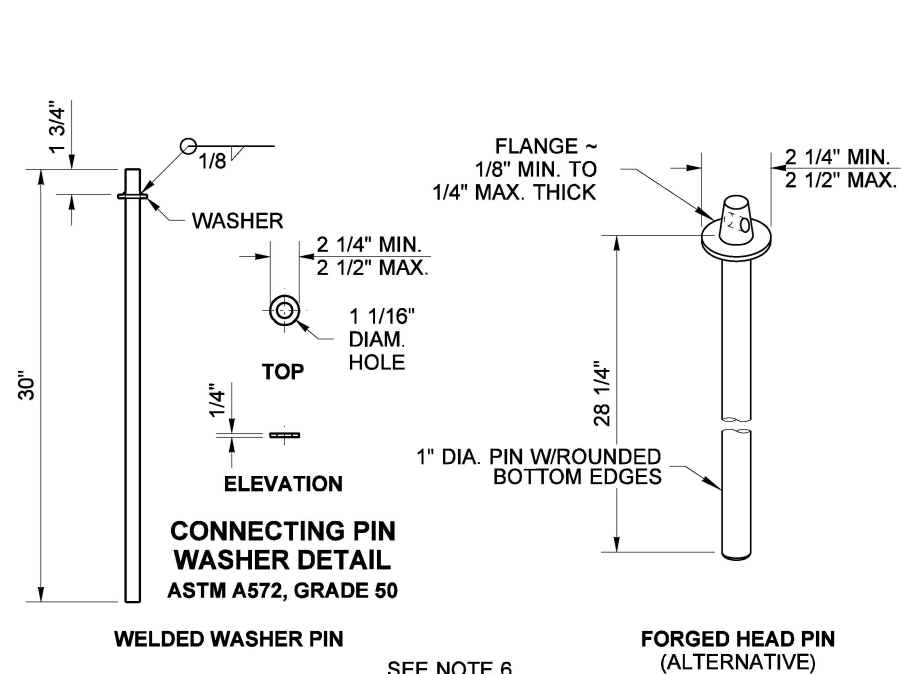 1 3/4"
1/8
WASHER
30"
2 1/4" MIN.
2 1/2" MAX.
1 1/16"
DIAM.
HOLE
TOP
1/4"
ELEVATION
CONNECTING PIN
WASHER DETAIL
ASTM A572, GRADE 50
WELDED WASHER PIN
FLANGE ~
1/8" MIN. TO
1/4" MAX. THICK
2 1/4" MIN.
2 1/2" MAX.
28 1/4"
1" DIA. PIN W/ROUNDED
BOTTOM EDGES
FORGED HEAD PIN
(ALTERNATIVE)
SEE NOTE 6